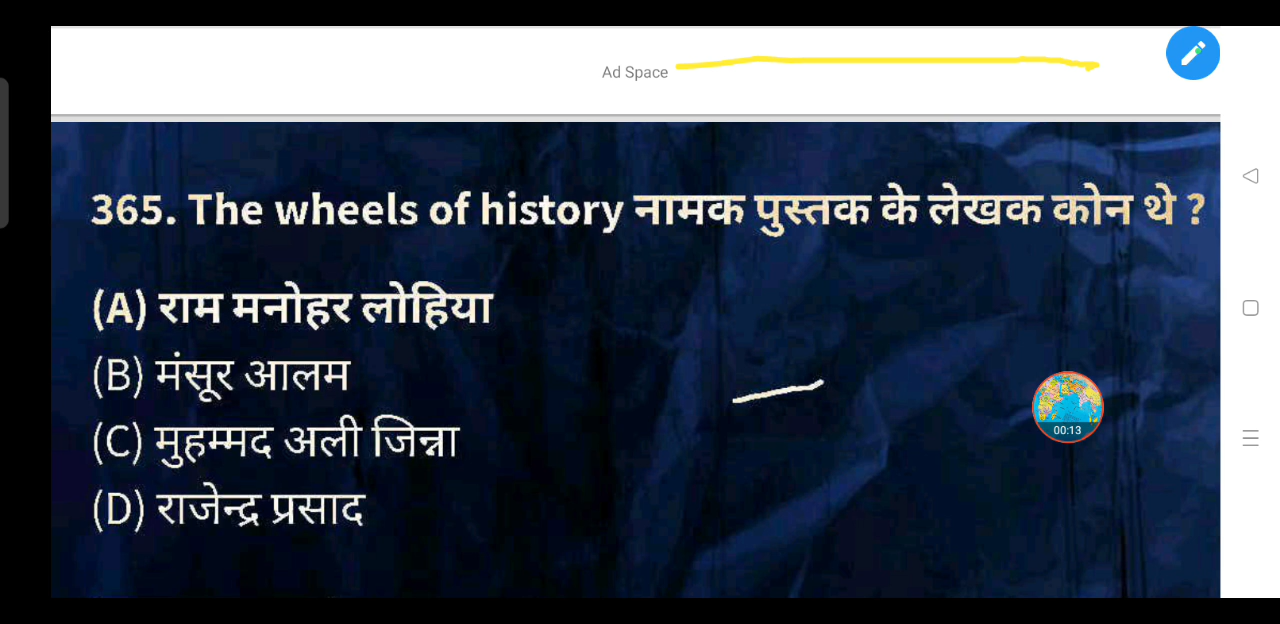 Ad Space
365. The wheels of history नामक पुस्तक के लेखक कोन थे ?
(A) राम मनोहर लोहिया
(B) मंसूर आलम
(C) मुहम्मद अली जिन्ना
(D) राजेन्द्र प्रसाद
00:13